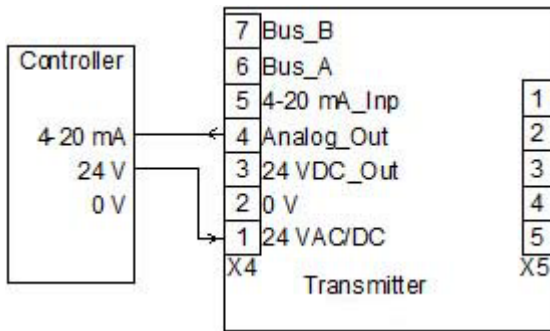 Controller
4-20 mA
24 V
0 V
7 Bus_B
6 Bus_A
5 4-20 mA_Inp
4 Analog_Out
3 24 VDC_Out
2 0 V
1 24 VAC/DC
X4
Transmitter
1
2
3
4
5
X5